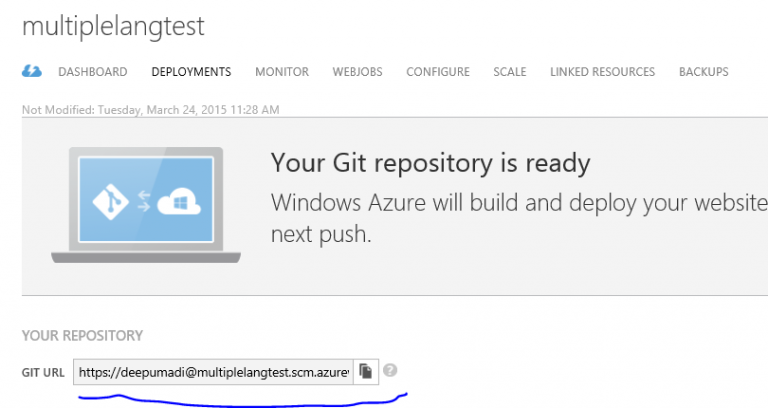 multiplelangtest
DASHBOARD DEPLOYMENTS MONITOR WEBJOBS CONFIGURE SCALE LINKED RESOURCES BACKUPS
Not Modified: Tuesday, March 24, 2015 11:28 AM
Your Git repository is ready
Windows Azure will build and deploy your website
next push.
YOUR REPOSITORY
GIT URL https://deepumadi@multiplelangtest.scm.azure ?